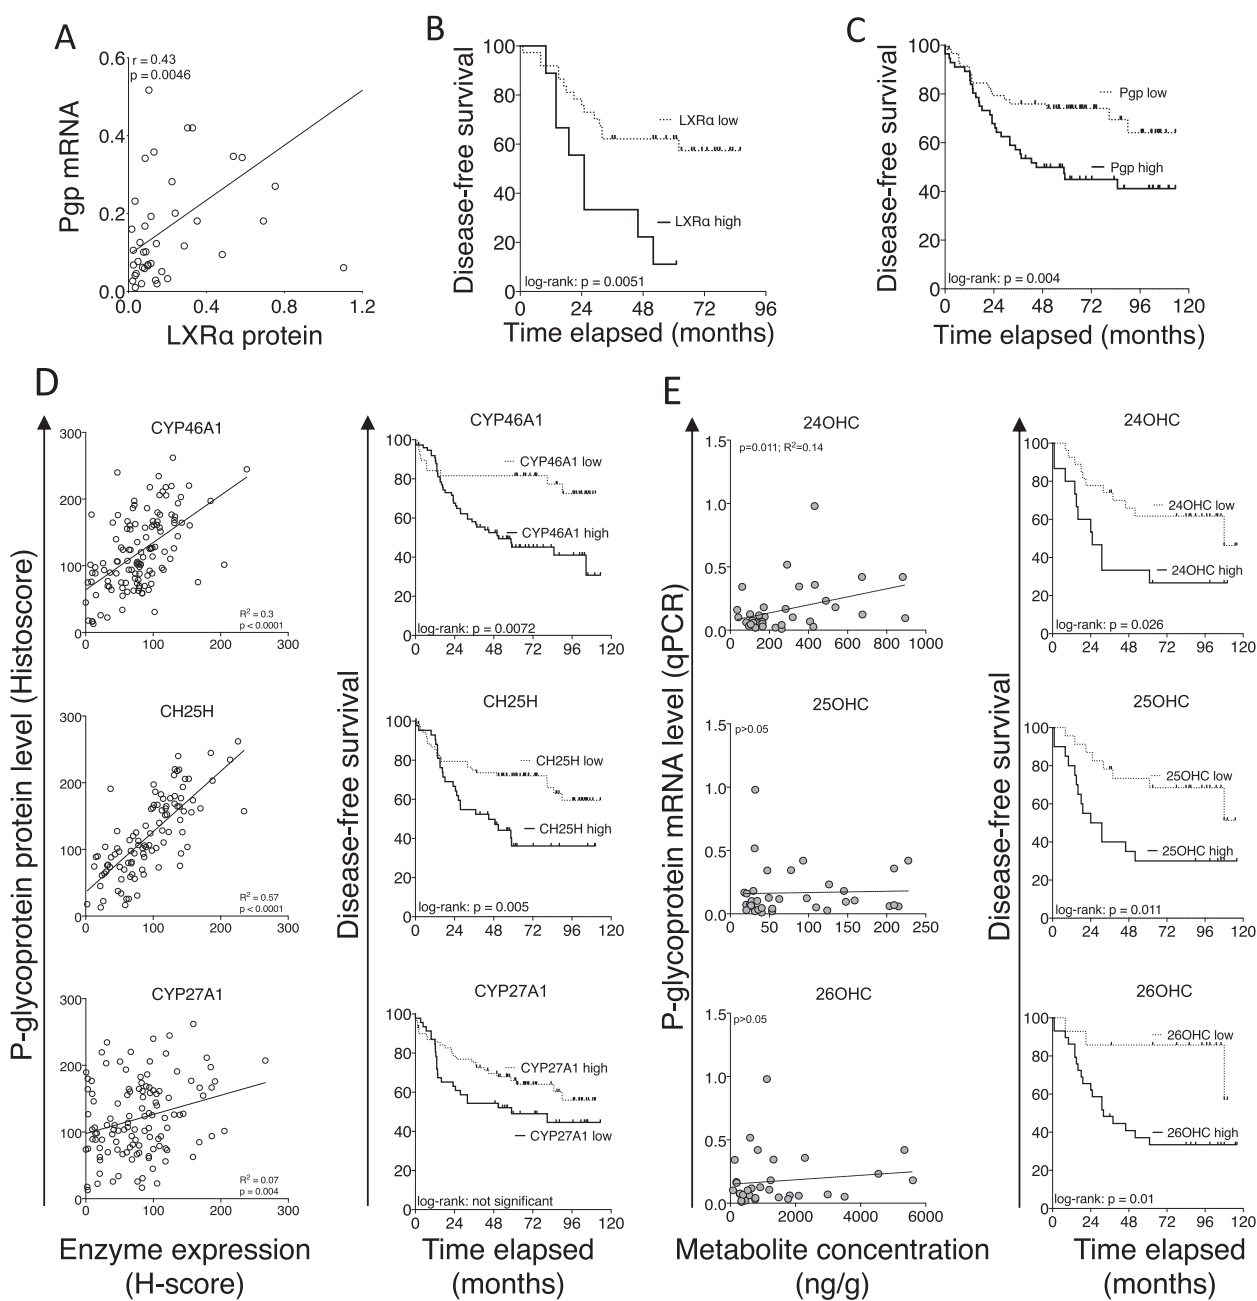 A
r = 0.43
p = 0.0046
0.6
0.4
0.2
0.0
0.0 0.4 0.8 1.2
Pgp mRNA
LXRα protein
B
100
80
60
40
20
0
LXRα low
LXRα high
log-rank: p = 0.0051
0 24 48 72 96
Disease-free survival
Time elapsed (months)
C
100
80
60
40
20
0
Pgp low
Pgp high
log-rank: p = 0.004
0 24 48 72 96 120
Disease-free survival
Time elapsed (months)
D
P-glycoprotein protein level (Histoscore)
CYP46A1
300
200
100
0
R² = 0.3
p < 0.0001
0 100 200 300
CH25H
300
200
100
0
R² = 0.57
p < 0.0001
0 100 200 300
CYP27A1
300
200
100
0
R² = 0.07
p = 0.004
0 100 200 300
Enzyme expression
(H-score)
Disease-free survival
CYP46A1
100
80
60
40
20
0
CYP46A1 low
CYP46A1 high
log-rank: p = 0.0072
0 24 48 72 96 120
CH25H
100
80
60
40
20
0
CH25H low
CH25H high
log-rank: p = 0.005
0 24 48 72 96 120
CYP27A1
100
80
60
40
20
0
CYP27A1 high
CYP27A1 low
log-rank: not significant
0 24 48 72 96 120
Time elapsed
(months)
E
P-glycoprotein mRNA level (qPCR)
24OHC
1.5
1.0
0.5
0.0
p=0.011; R²=0.14
0 200 400 600 800 1000
25OHC
1.5
1.0
0.5
0.0
p>0.05
0 50 100 150 200 250
26OHC
1.5
1.0
0.5
0.0
p>0.05
0 2000 4000 6000
Metabolite concentration
(ng/g)
Disease-free survival
24OHC
100
80
60
40
20
0
24OHC low
24OHC high
log-rank: p = 0.026
0 24 48 72 96 120
25OHC
100
80
60
40
20
0
25OHC low
25OHC high
log-rank: p = 0.011
0 24 48 72 96 120
26OHC
100
80
60
40
20
0
26OHC low
26OHC high
log-rank: p = 0.01
0 24 48 72 96 120
Time elapsed
(months)